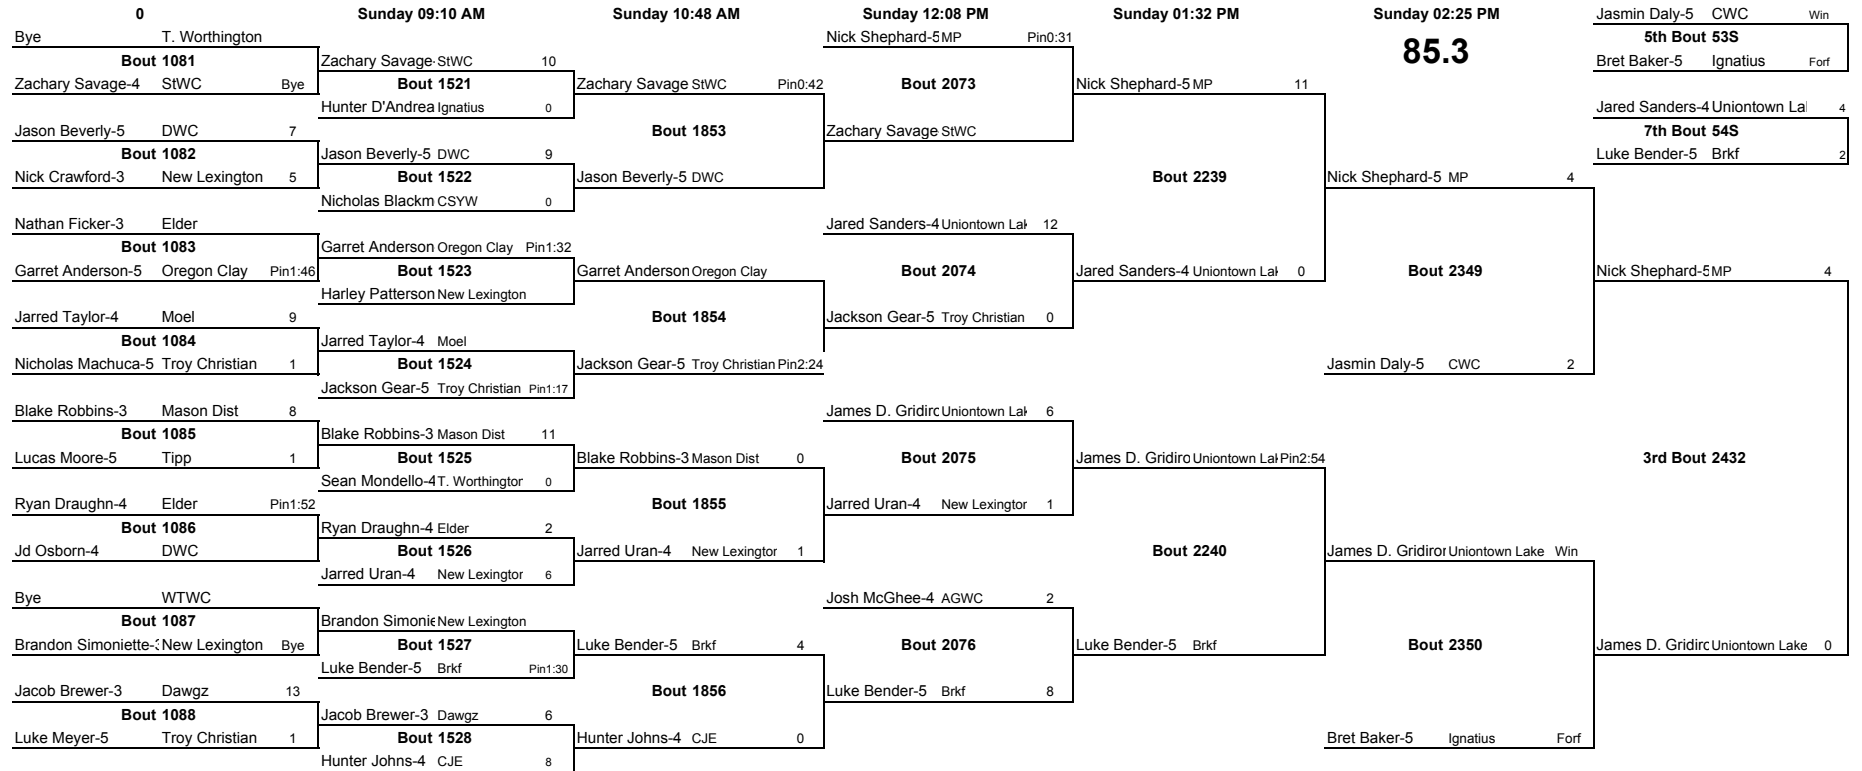 0 Sunday 09:10 AM Sunday 10:48 AM Sunday 12:08 PM Sunday 01:32 PM Sunday 02:25 PM Jasmin Daly-5 CWC Win
Bye T. Worthington Nick Shephard-5 MP Pin0:31 5th Bout 53S
85.3
Bout 1081 Zachary Savage- StWC 10 Bret Baker-5 Ignatius Forf
Zachary Savage-4 StWC Bye Bout 1521 Zachary Savage StWC Pin0:42 Bout 2073 Nick Shephard-5 MP 11
Hunter D'Andrea Ignatius 0 Jared Sanders-4 Uniontown Lal 4
Jason Beverly-5 DWC 7 Bout 1853 Zachary Savage StWC 7th Bout 54S
Bout 1082 Jason Beverly-5 DWC 9 Luke Bender-5 Brkf 2
Nick Crawford-3 New Lexington 5 Bout 1522 Jason Beverly-5 DWC Bout 2239 Nick Shephard-5 MP 4
Nicholas Blackm CSYW 0
Nathan Ficker-3 Elder Jared Sanders-4 Uniontown Lak 12
Bout 1083 Garret Anderson Oregon Clay Pin1:32
Garret Anderson-5 Oregon Clay Pin1:46 Bout 1523 Garret Anderson Oregon Clay Bout 2074 Jared Sanders-4 Uniontown Lak 0 Bout 2349 Nick Shephard-5 MP 4
Harley Patterson New Lexington
Jarred Taylor-4 Moel 9 Bout 1854 Jackson Gear-5 Troy Christian 0
Bout 1084 Jarred Taylor-4 Moel
Nicholas Machuca-5 Troy Christian 1 Bout 1524 Jackson Gear-5 Troy Christian Pin2:24 Jasmin Daly-5 CWC 2
Jackson Gear-5 Troy Christian Pin1:17
Blake Robbins-3 Mason Dist 8 James D. Gridirc Uniontown Lak 6
Bout 1085 Blake Robbins-3 Mason Dist 11
Lucas Moore-5 Tipp 1 Bout 1525 Blake Robbins-3 Mason Dist 0 Bout 2075 James D. Gridiro Uniontown Lak Pin2:54 3rd Bout 2432
Sean Mondello-4 T. Worthington 0
Ryan Draughn-4 Elder Pin1:52 Bout 1855 Jarred Uran-4 New Lexingtor 1
Bout 1086 Ryan Draughn-4 Elder 2
Jd Osborn-4 DWC Bout 1526 Jarred Uran-4 New Lexingtor 1 Bout 2240 James D. Gridiror Uniontown Lake Win
Jarred Uran-4 New Lexingtor 6
Bye WTWC Josh McGhee-4 AGWC 2
Bout 1087 Brandon Simonie New Lexington
Brandon Simoniette-3 New Lexington Bye Bout 1527 Luke Bender-5 Brkf 4 Bout 2076 Luke Bender-5 Brkf Bout 2350 James D. Gridirc Uniontown Lake 0
Luke Bender-5 Brkf Pin1:30
Jacob Brewer-3 Dawgz 13 Bout 1856 Luke Bender-5 Brkf 8
Bout 1088 Jacob Brewer-3 Dawgz 6
Luke Meyer-5 Troy Christian 1 Bout 1528 Hunter Johns-4 CJE 0 Bret Baker-5 Ignatius Forf
Hunter Johns-4 CJE 8